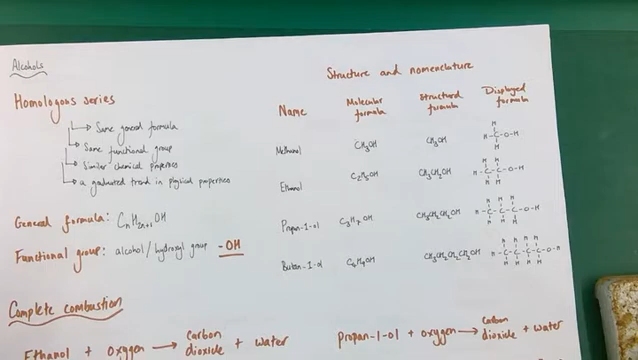 Alcohols
Homologous series
Same general formula
Same functional group
Similar chemical properties
a graduated trend in physical properties
General formula: CnH2n+1OH
Functional group: alcohol/hydroxyl group -OH
Structure and nomenclature
Name Molecular formula Structural formula Displayed formula
Methanol CH3OH CH3OH
Ethanol C2H5OH CH3CH2OH
Propan-1-ol C3H7OH CH3CH2CH2OH
Butan-1-ol C4H9OH CH3CH2CH2CH2OH
Complete combustion
Ethanol + oxygen → Carbon dioxide + water
Propan-1-ol + oxygen → Carbon dioxide + water